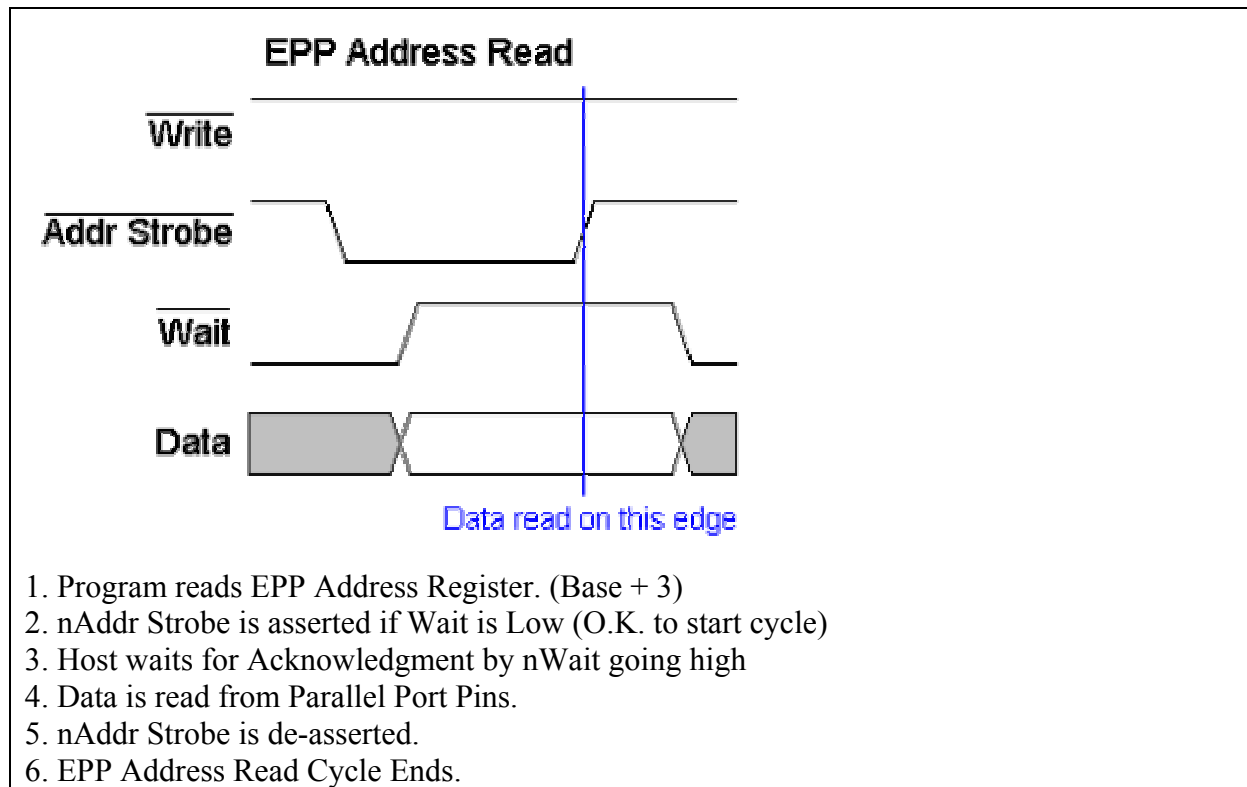 EPP Address Read
Write
Addr Strobe
Wait
Data
Data read on this edge
1. Program reads EPP Address Register. (Base + 3)
2. nAddr Strobe is asserted if Wait is Low (O.K. to start cycle)
3. Host waits for Acknowledgment by nWait going high
4. Data is read from Parallel Port Pins.
5. nAddr Strobe is de-asserted.
6. EPP Address Read Cycle Ends.